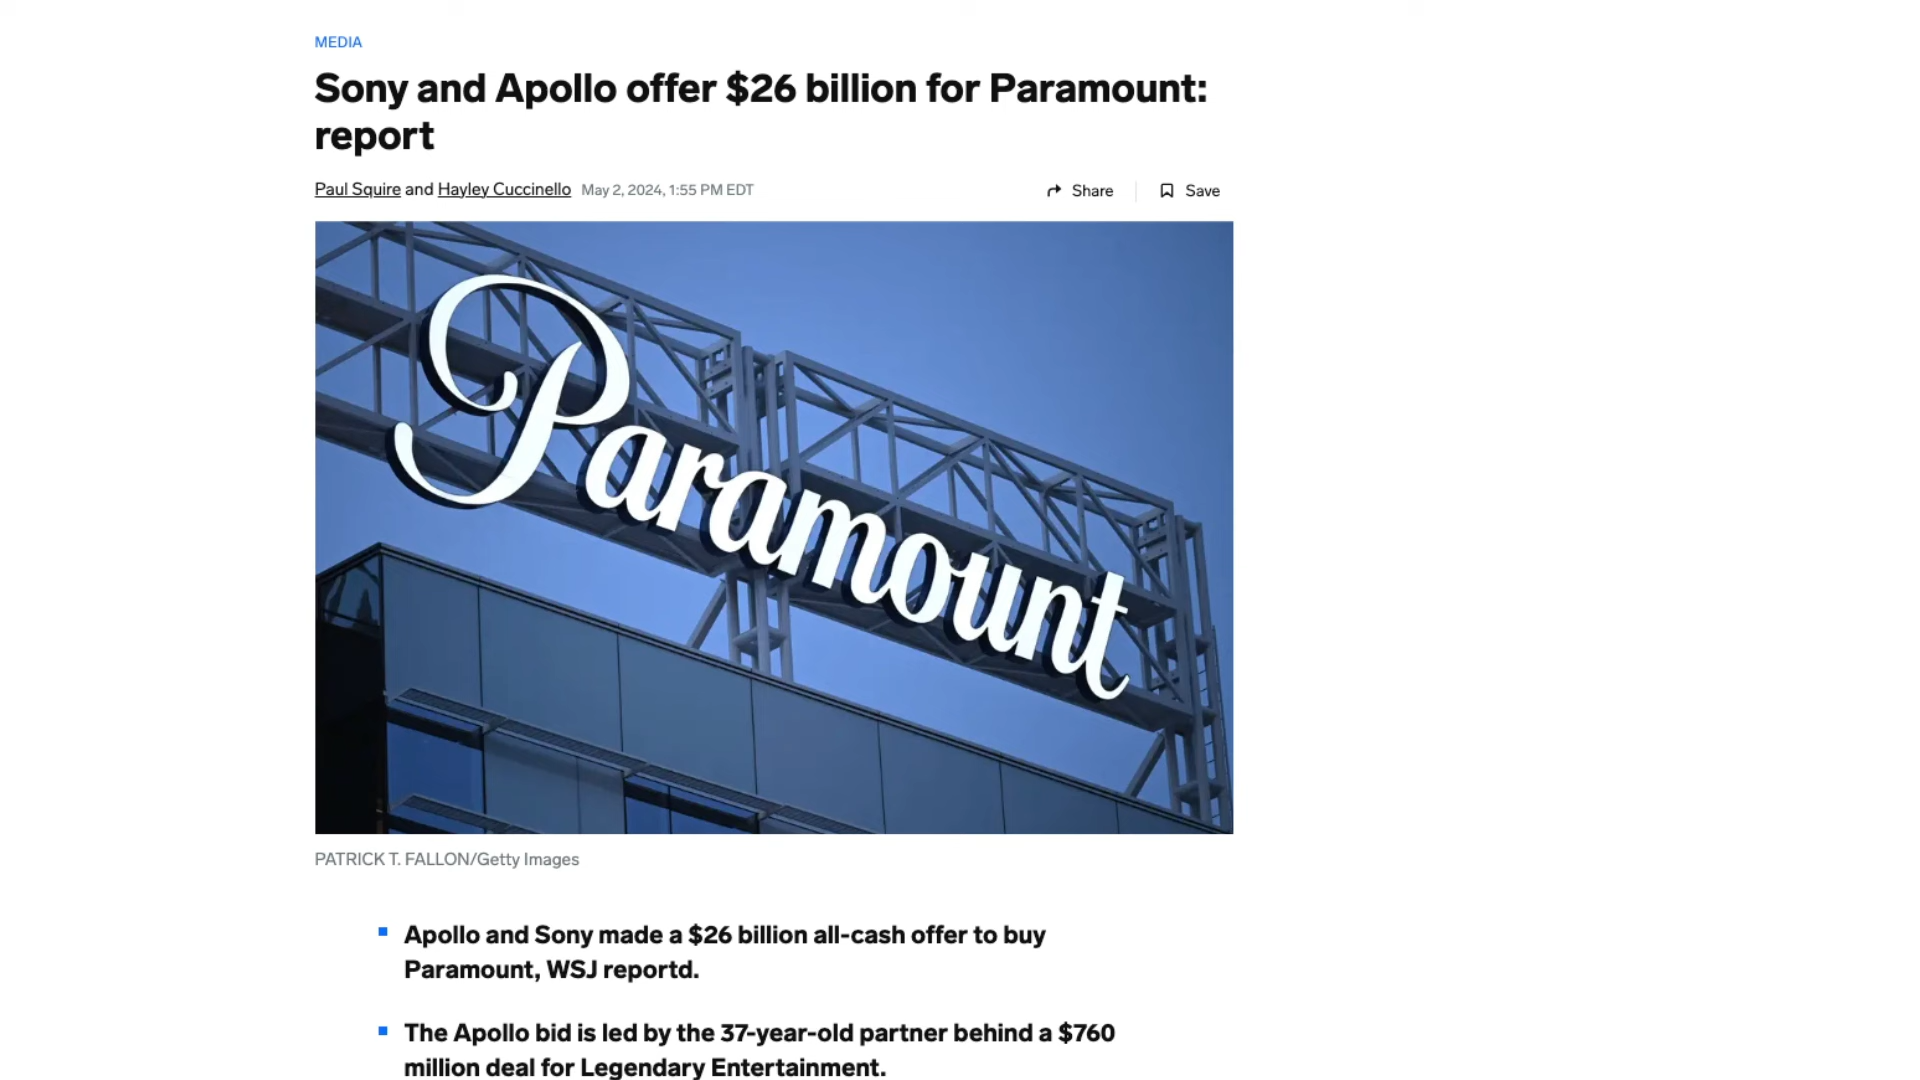 MEDIA
Sony and Apollo offer $26 billion for Paramount:
report
Paul Squire and Hayley Cuccinello May 2, 2024, 1:55 PM EDT
Share
Save
Paramount
PATRICK T. FALLON/Getty Images
Apollo and Sony made a $26 billion all-cash offer to buy
Paramount, WSJ reportd.
The Apollo bid is led by the 37-year-old partner behind a $760
million deal for Legendary Entertainment.